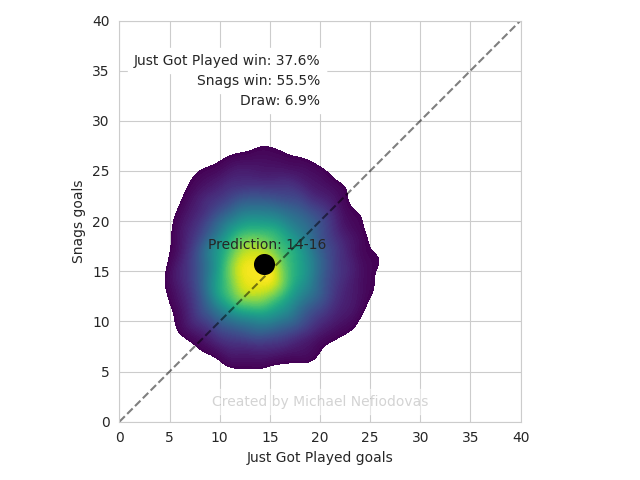 40
35
30
25
20
15
10
5
0
Snags goals
Just Got Played win: 37.6%
Snags win: 55.5%
Draw: 6.9%
Prediction: 14-16
Created by Michael Nefiodovas
0 5 10 15 20 25 30 35 40
Just Got Played goals